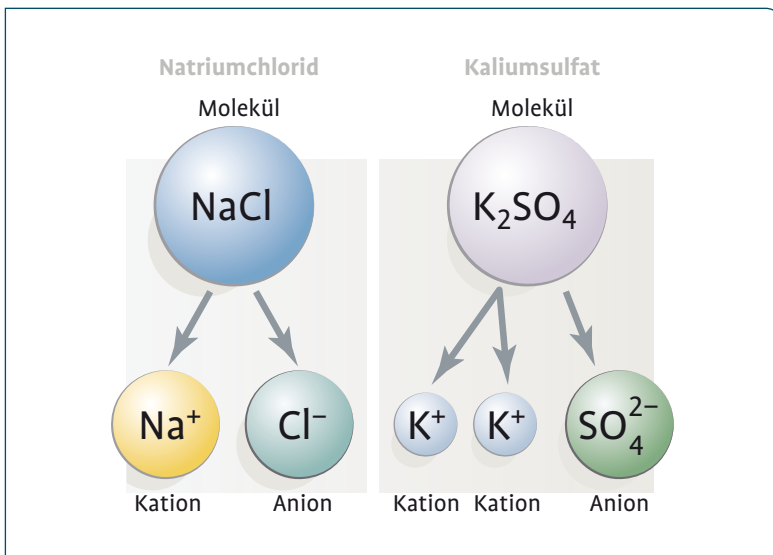 Natriumchlorid
Kaliumsulfat
Molekül
Molekül
NaCl
K₂SO₄
Na⁺
Cl⁻
K⁺
K⁺
SO₄²⁻
Kation
Anion
Kation
Kation
Anion